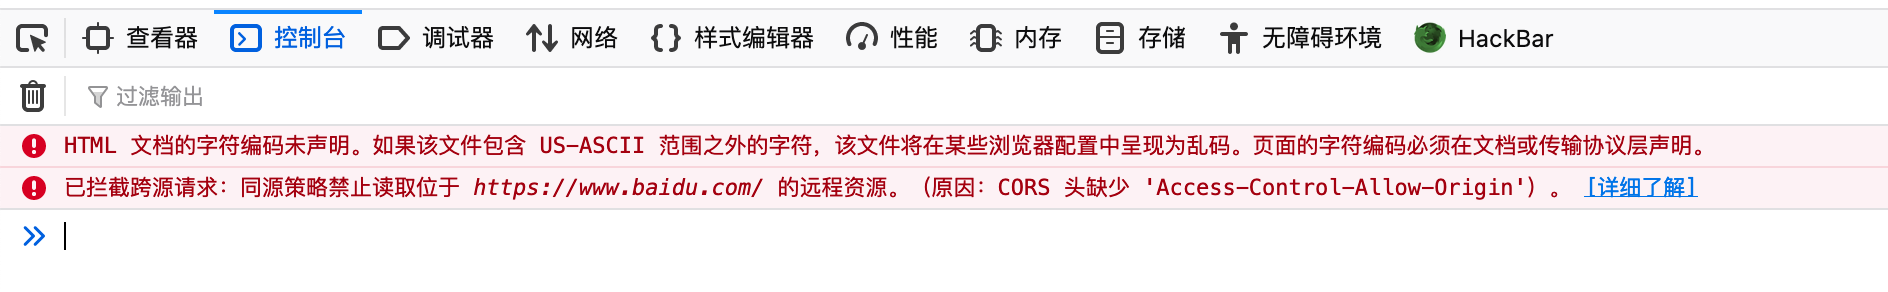 查看器 控制台 调试器 网络 样式编辑器 性能 内存 存储 无障碍环境 HackBar
过滤输出
HTML 文档的字符编码未声明。如果该文件包含 US-ASCII 范围之外的字符，该文件将在某些浏览器配置中呈现为乱码。页面的字符编码必须在文档或传输协议层声明。
已拦截跨源请求：同源策略禁止读取位于 https://www.baidu.com/ 的远程资源。（原因：CORS 头缺少 'Access-Control-Allow-Origin'）。 [详细了解]